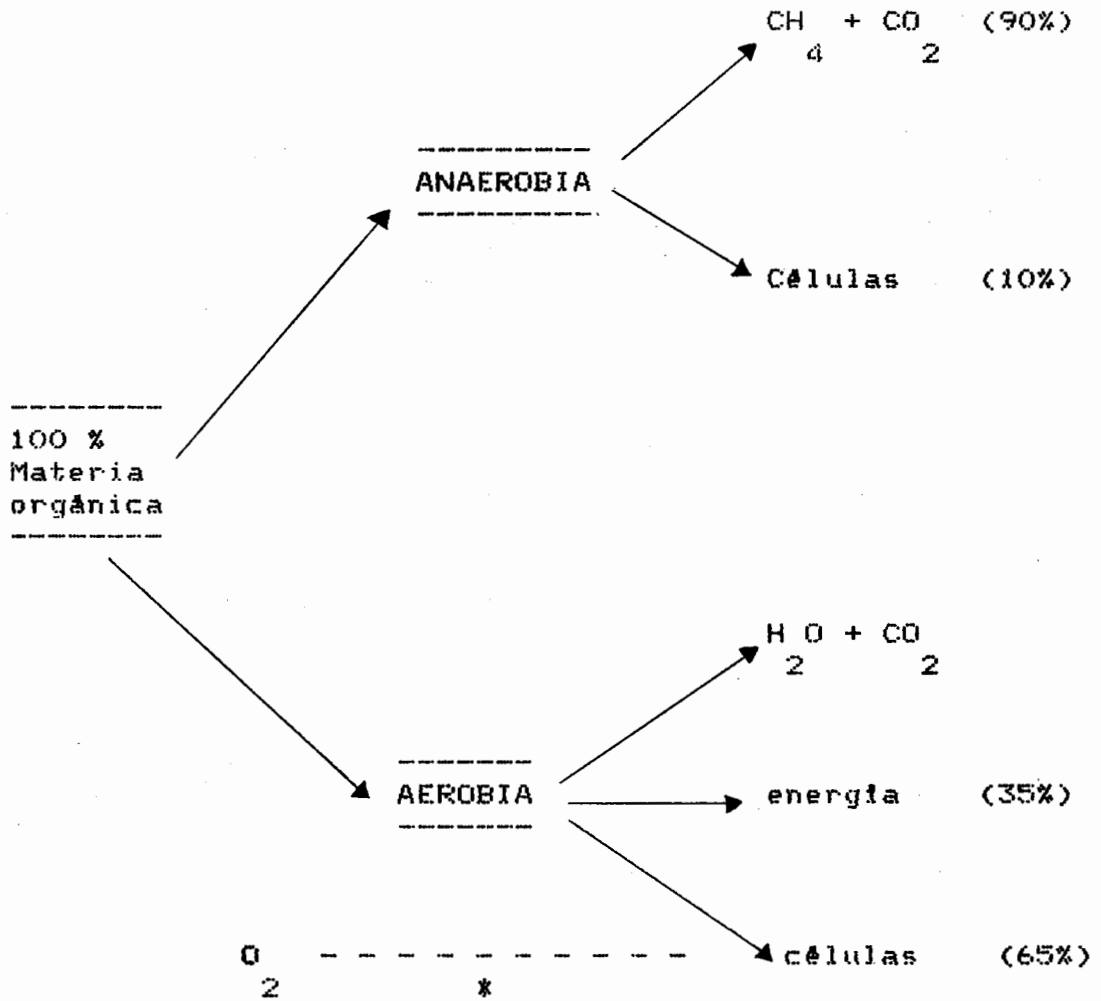 CH4 + CO2 (90%)
ANAEROBIA
Células (10%)
100 %
Materia
orgánica
H2O + CO2
AEROBIA
energía (35%)
O2 - - - - - - - - - - células (65%)
*